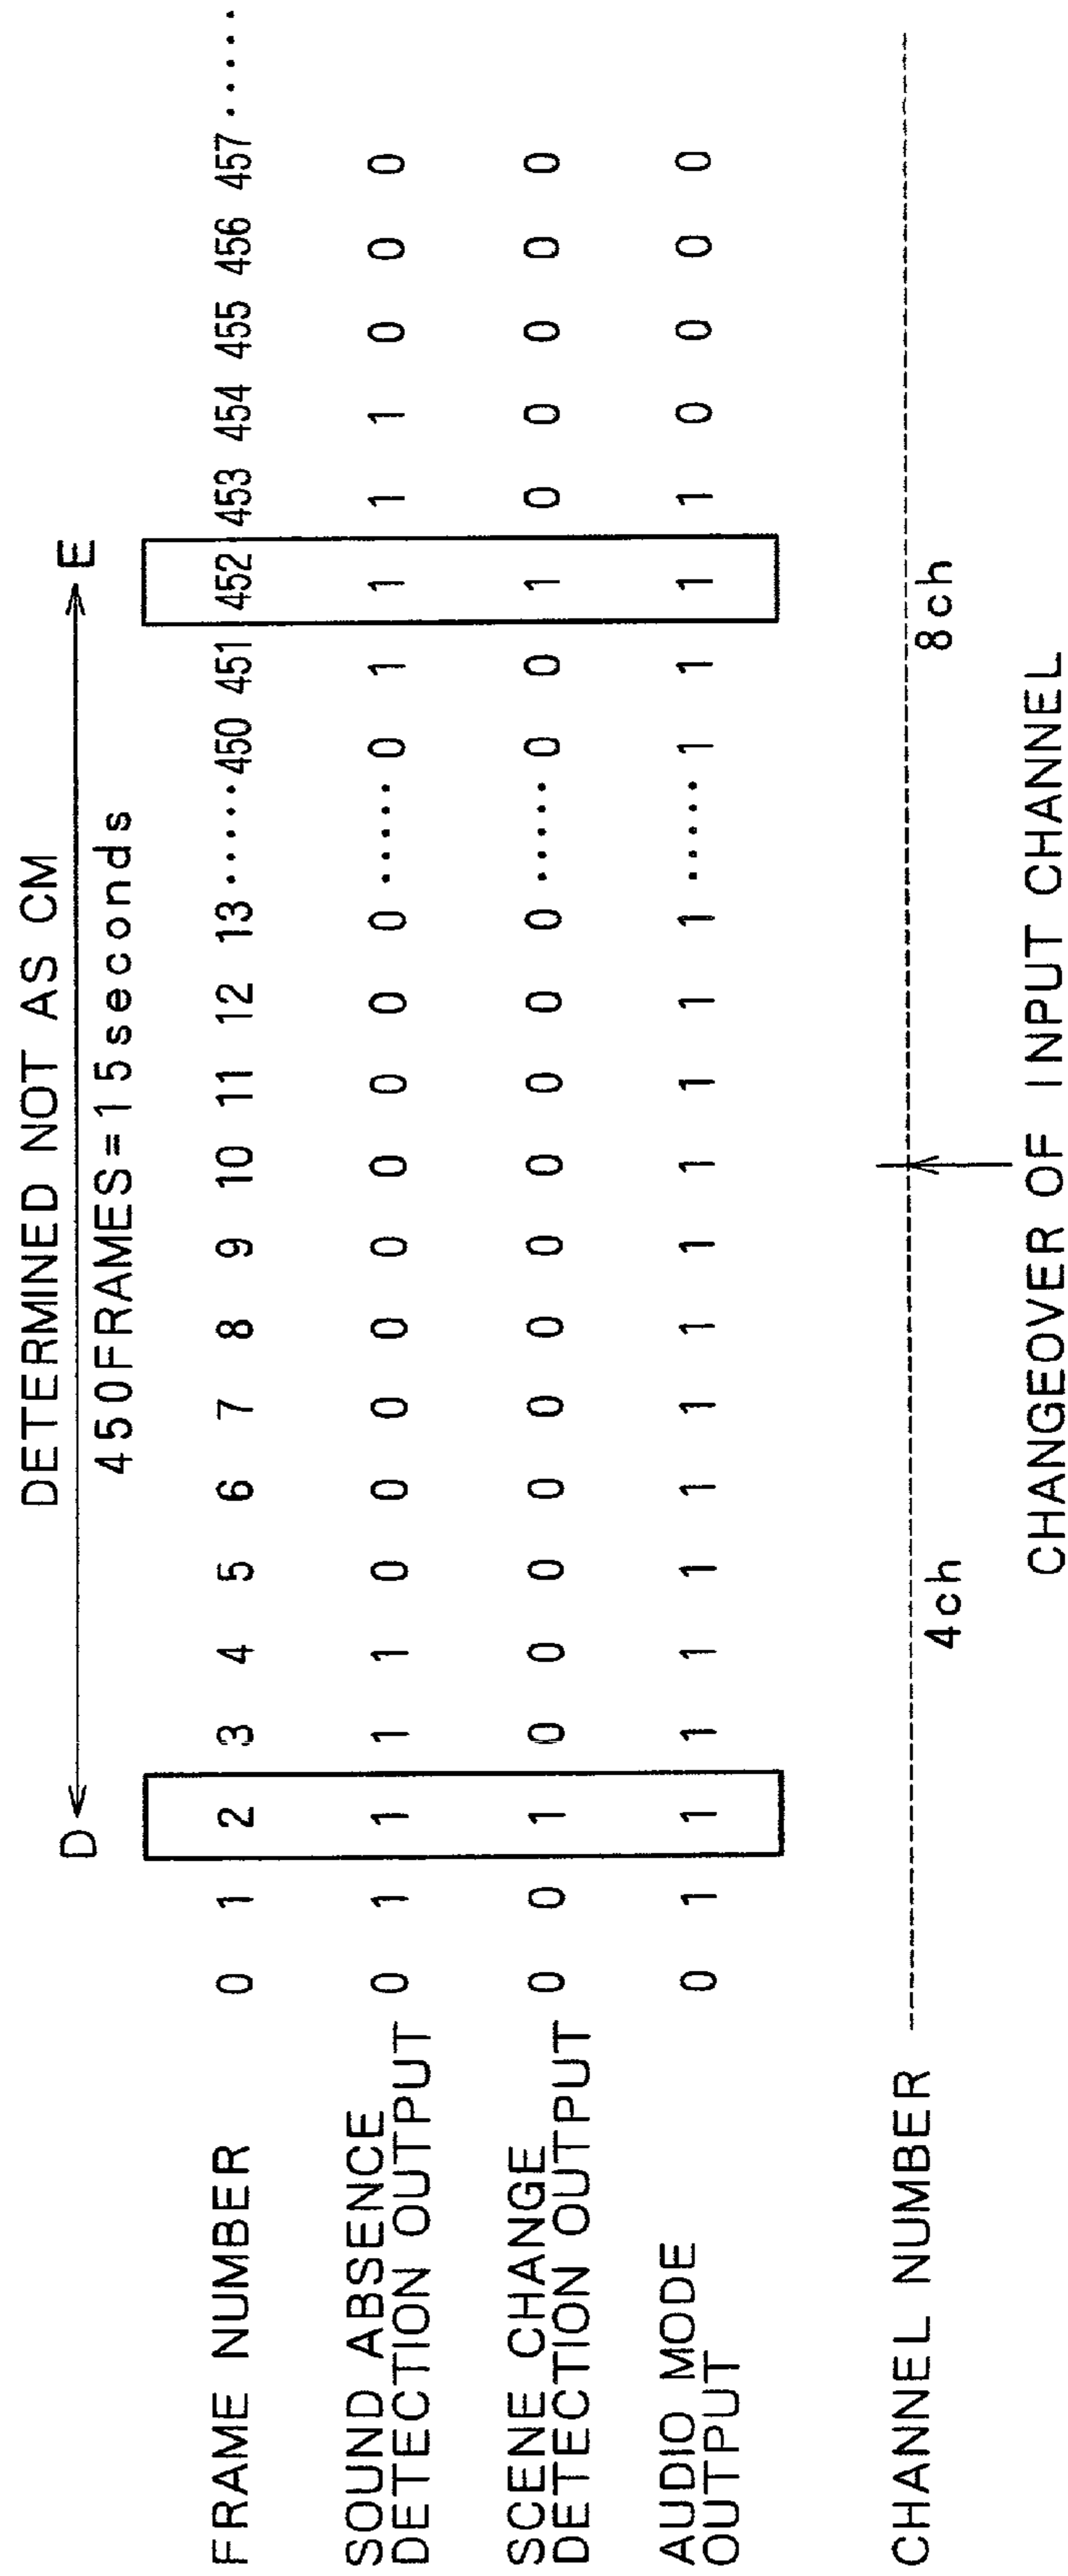 DETERMINED NOT AS CM
D E
450FRAMES=15seconds
FRAME NUMBER 0 1 2 3 4 5 6 7 8 9 10 11 12 13 ····· 450 451 452 453 454 455 456 457 ·····
SOUND ABSENCE
DETECTION OUTPUT 0 1 1 1 1 0 0 0 0 0 0 0 0 0 ····· 0 1 1 1 1 0 0 0
SCENE CHANGE
DETECTION OUTPUT 0 0 1 0 0 0 0 0 0 0 0 0 0 0 ····· 0 0 1 0 0 0 0 0
AUDIO MODE
OUTPUT 0 1 1 1 1 1 1 1 1 1 1 1 1 1 ····· 1 1 1 1 0 0 0 0
CHANNEL NUMBER
4ch 8ch
CHANGEOVER OF INPUT CHANNEL